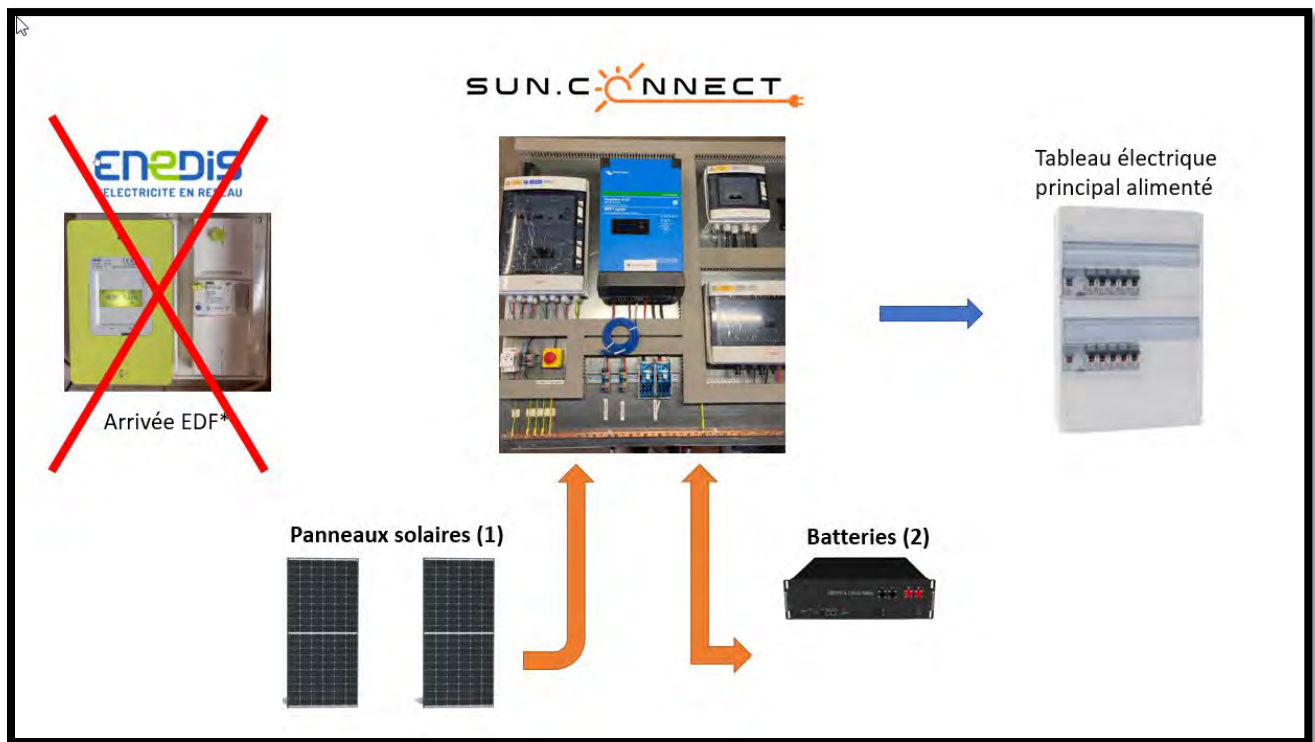 SUN.CONNECT
ENEDIS
L'ELECTRICITE EN RESEAU
Tableau électrique
principal alimenté
Arrivée EDF*
Panneaux solaires (1)
Batteries (2)